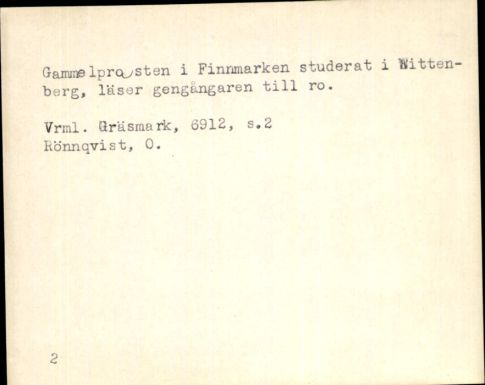 Gammelprosten i Finnmarken studerat i Witten-
berg, läser gengångaren till ro.
Vrml. Gräsmark, 6912, s.2
Rönnqvist, O.
2